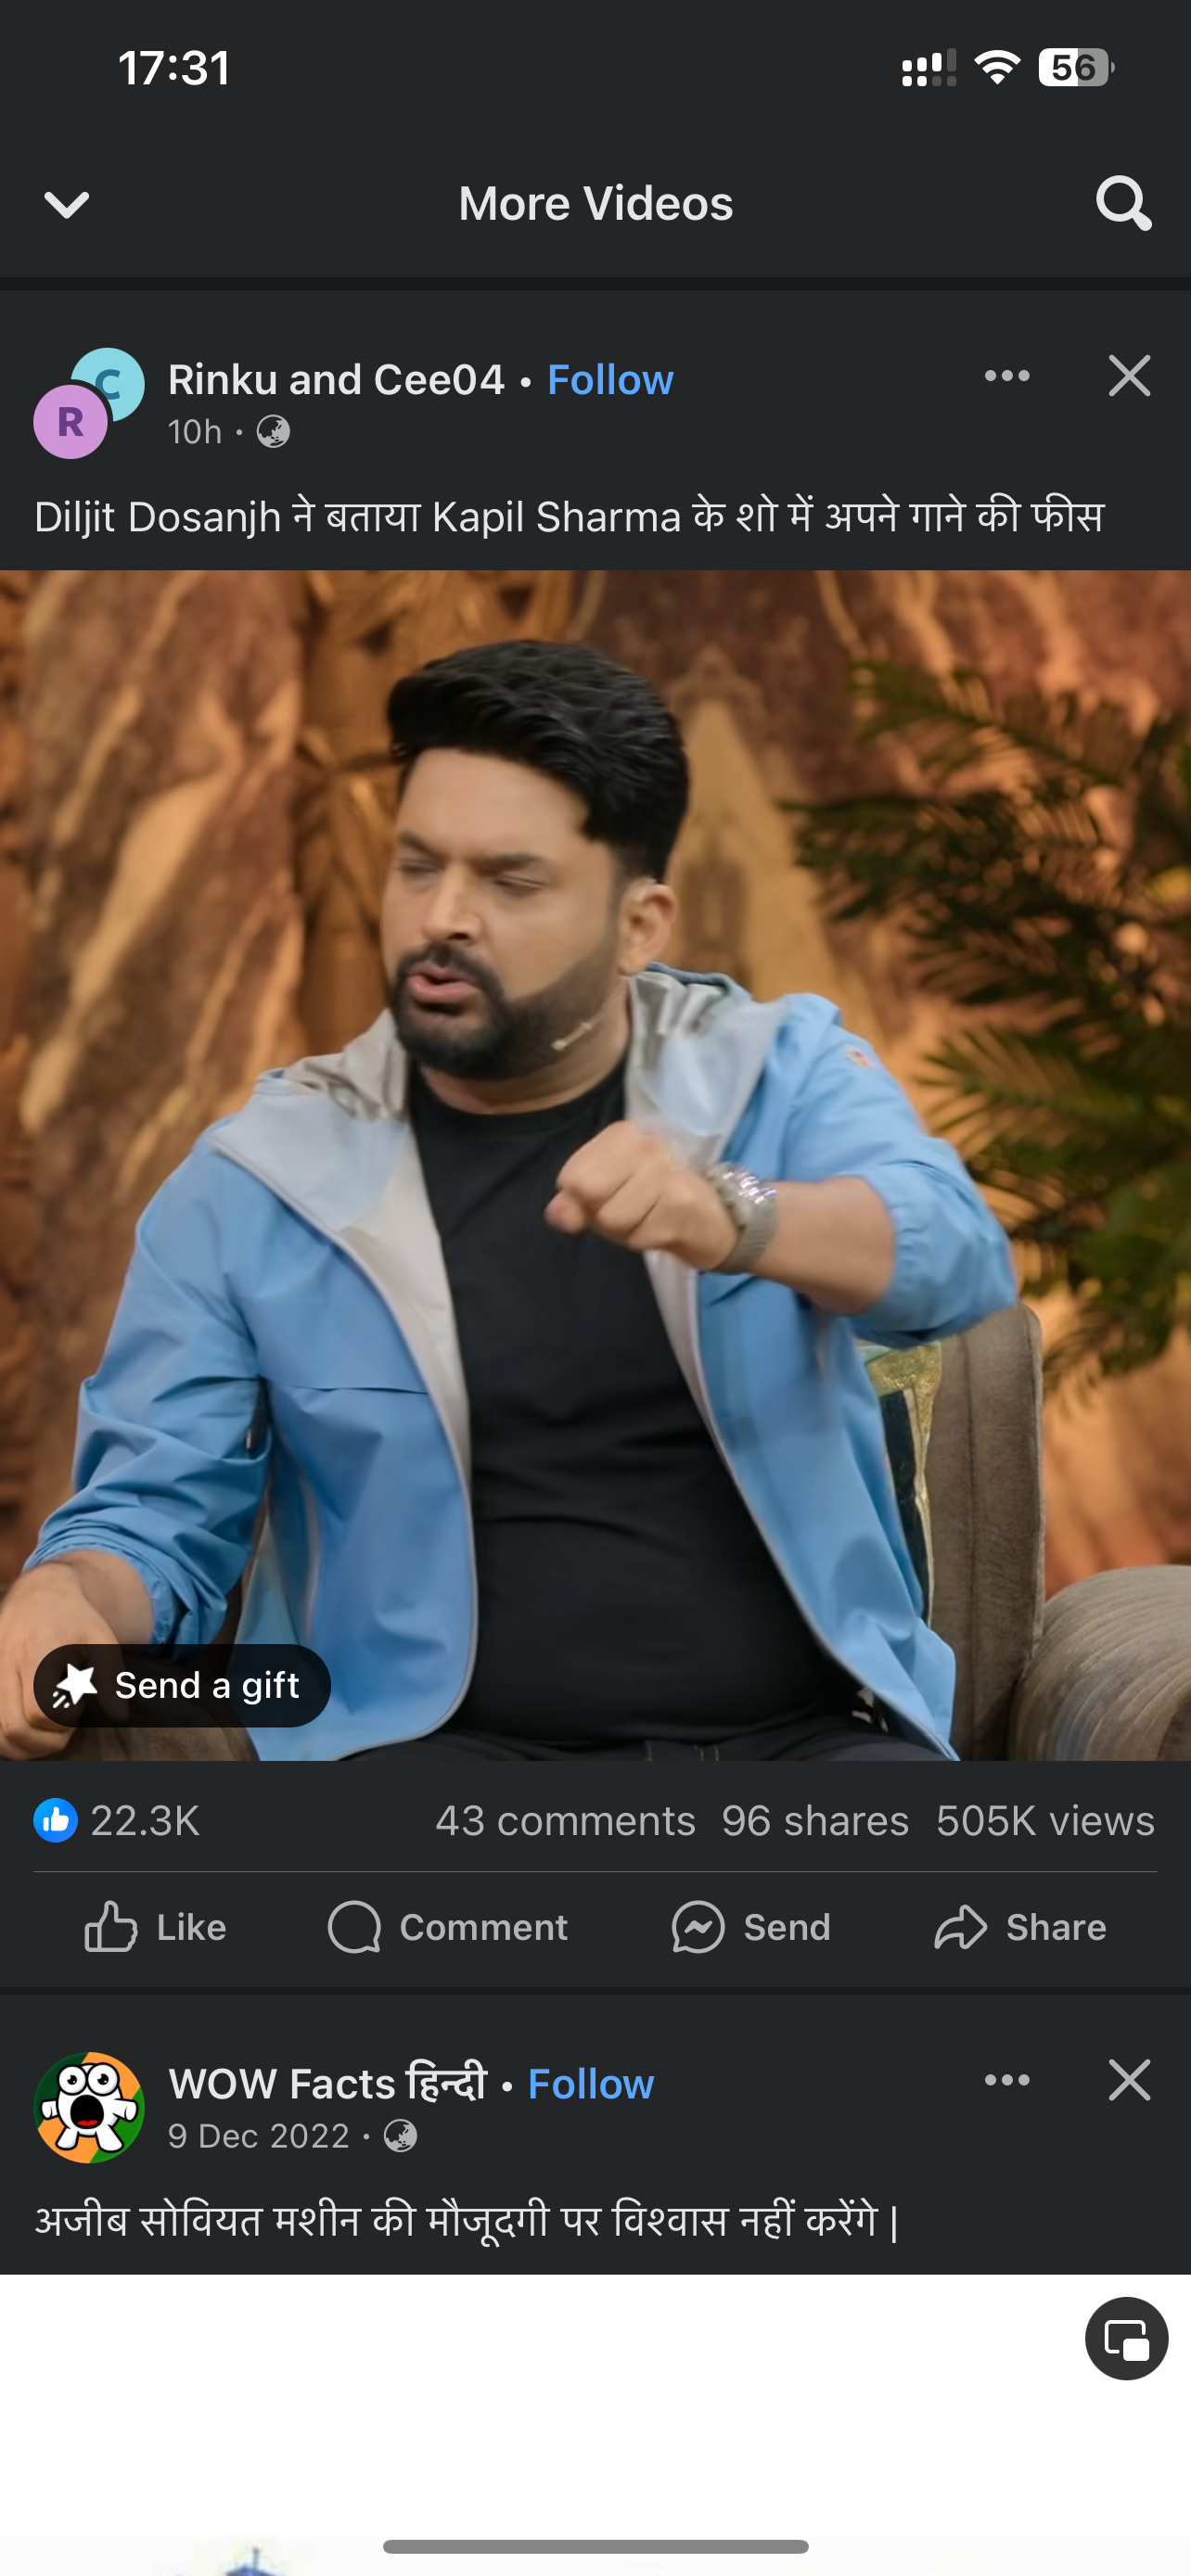 17:31
56
More Videos
C
R
Rinku and Cee04 • Follow
10h •
Diljit Dosanjh ने बताया Kapil Sharma के शो में अपने गाने की फीस
Send a gift
22.3K 43 comments 96 shares 505K views
Like Comment Send Share
WOW Facts हिन्दी • Follow
9 Dec 2022 •
अजीब सोवियत मशीन की मौजूदगी पर विश्वास नहीं करेंगे |